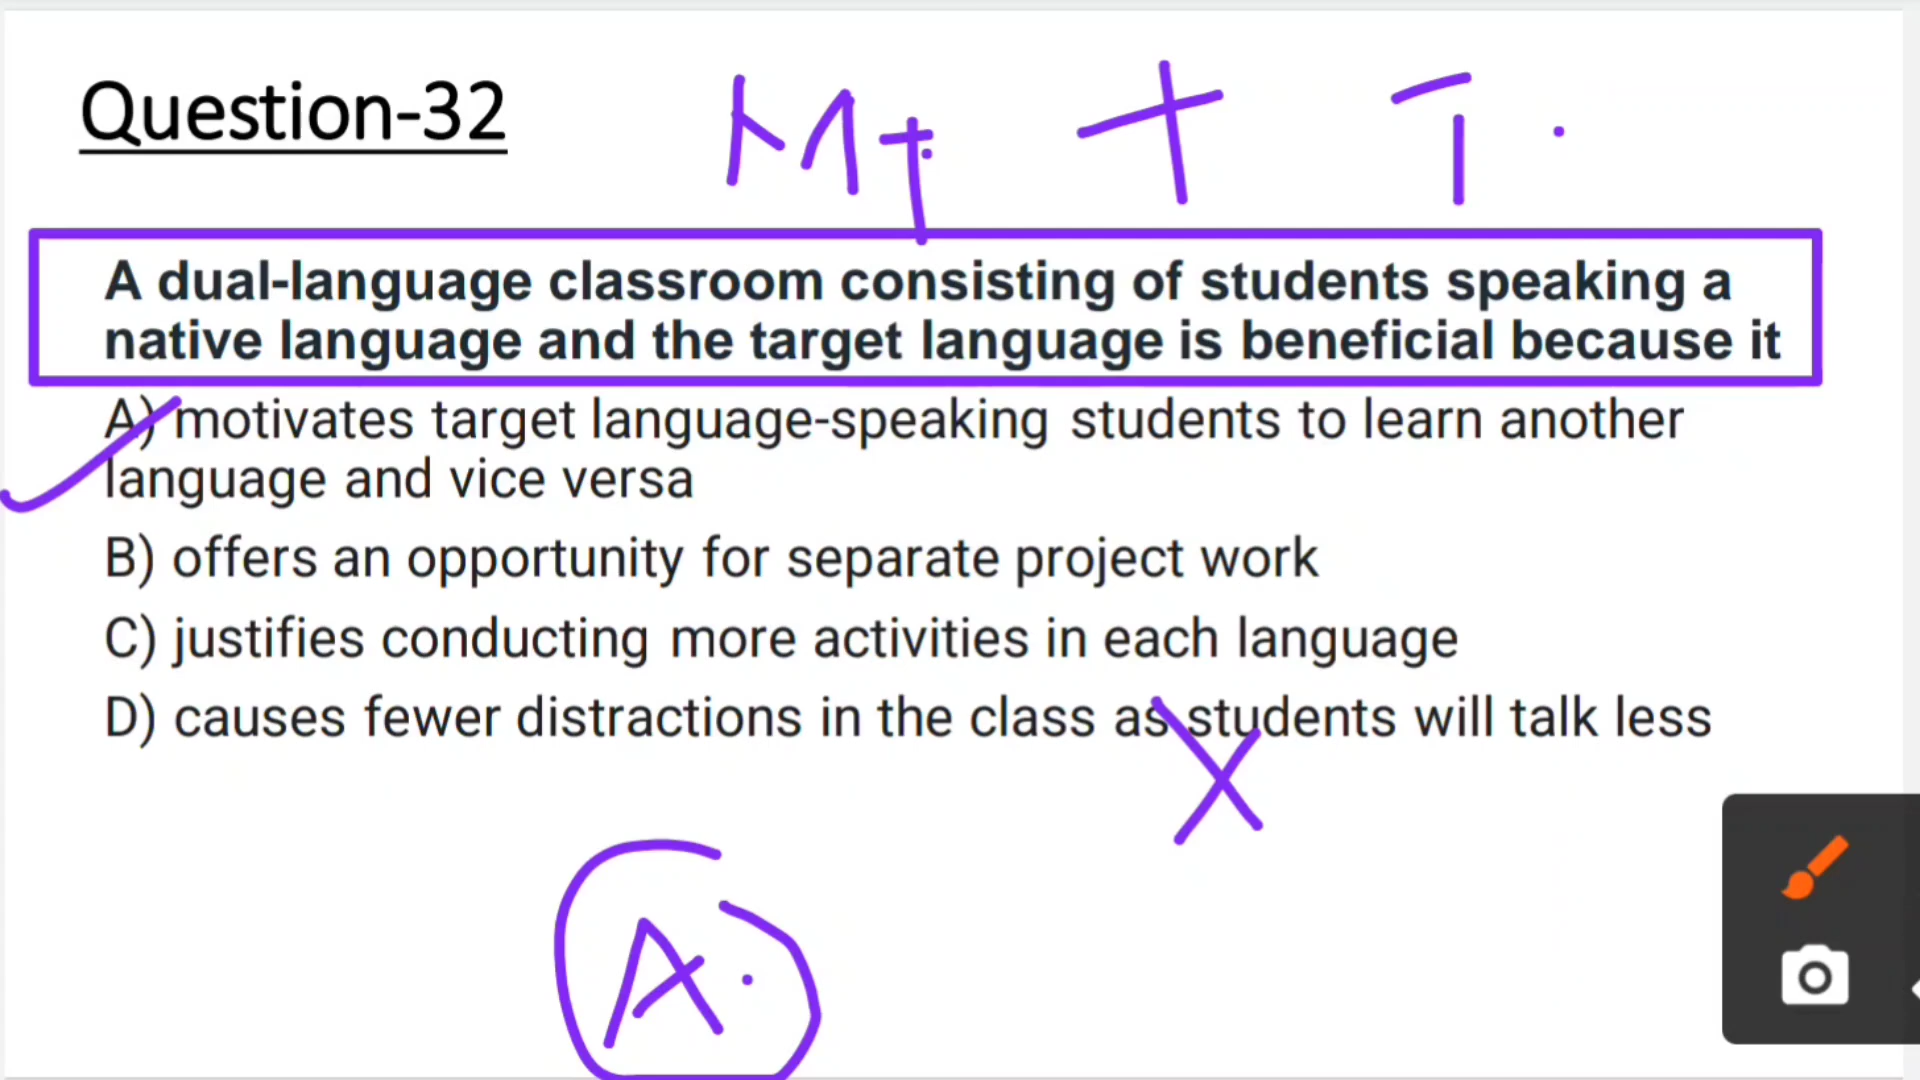 Question-32
Mt + T.
A dual-language classroom consisting of students speaking a
native language and the target language is beneficial because it
A) motivates target language-speaking students to learn another
language and vice versa
B) offers an opportunity for separate project work
C) justifies conducting more activities in each language
D) causes fewer distractions in the class as students will talk less
A.